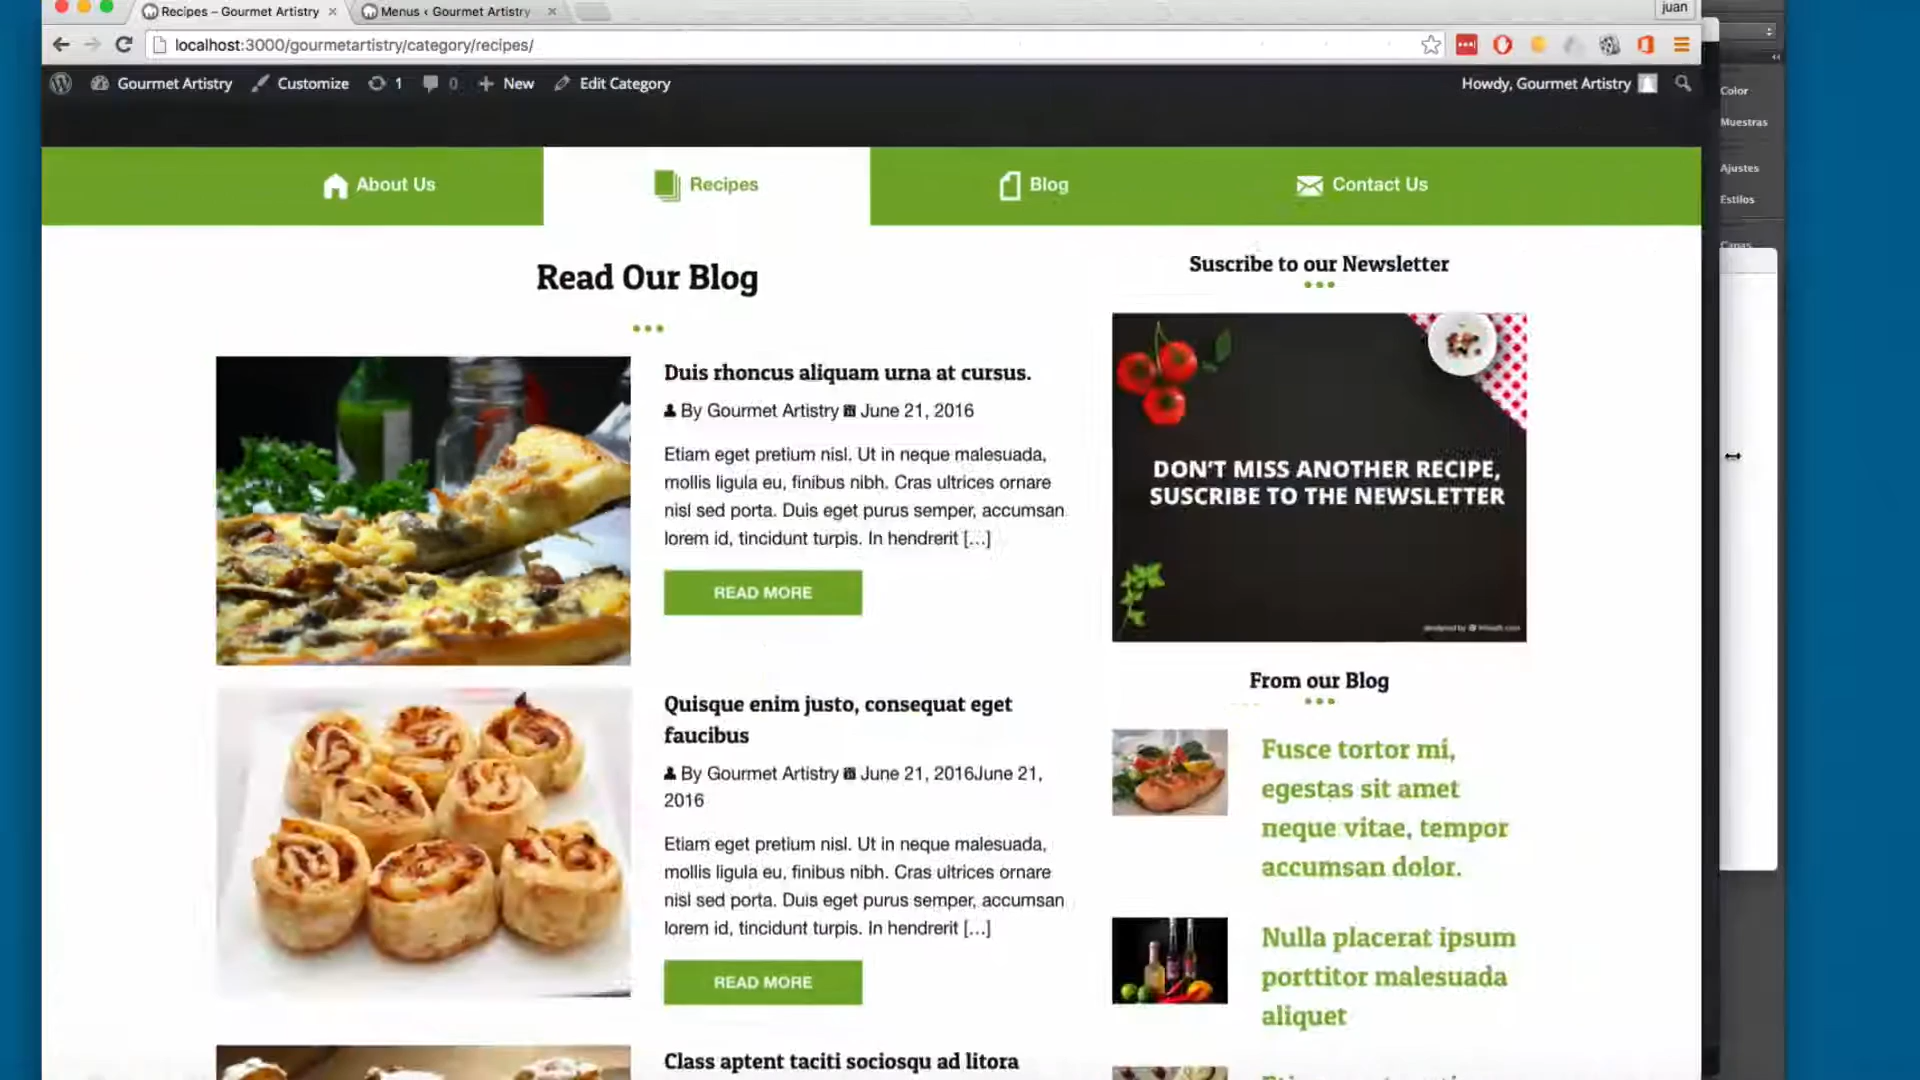 Recipes – Gourmet Artistry
Menus ‹ Gourmet Artistry
juan
localhost:3000/gourmetartistry/category/recipes/
Gourmet Artistry
Customize
1
0
New
Edit Category
Howdy, Gourmet Artistry
Color
Muestras
Ajustes
Estilos
Capas
About Us
Recipes
Blog
Contact Us
Read Our Blog
Duis rhoncus aliquam urna at cursus.
By Gourmet Artistry June 21, 2016
Etiam eget pretium nisl. Ut in neque malesuada,
mollis ligula eu, finibus nibh. Cras ultrices ornare
nisl sed porta. Duis eget purus semper, accumsan
lorem id, tincidunt turpis. In hendrerit […]
READ MORE
Quisque enim justo, consequat eget
faucibus
By Gourmet Artistry June 21, 2016June 21,
2016
Etiam eget pretium nisl. Ut in neque malesuada,
mollis ligula eu, finibus nibh. Cras ultrices ornare
nisl sed porta. Duis eget purus semper, accumsan
lorem id, tincidunt turpis. In hendrerit […]
READ MORE
Class aptent taciti sociosqu ad litora
Suscribe to our Newsletter
DON'T MISS ANOTHER RECIPE,
SUSCRIBE TO THE NEWSLETTER
designed by
From our Blog
Fusce tortor mi,
egestas sit amet
neque vitae, tempor
accumsan dolor.
Nulla placerat ipsum
porttitor malesuada
aliquet